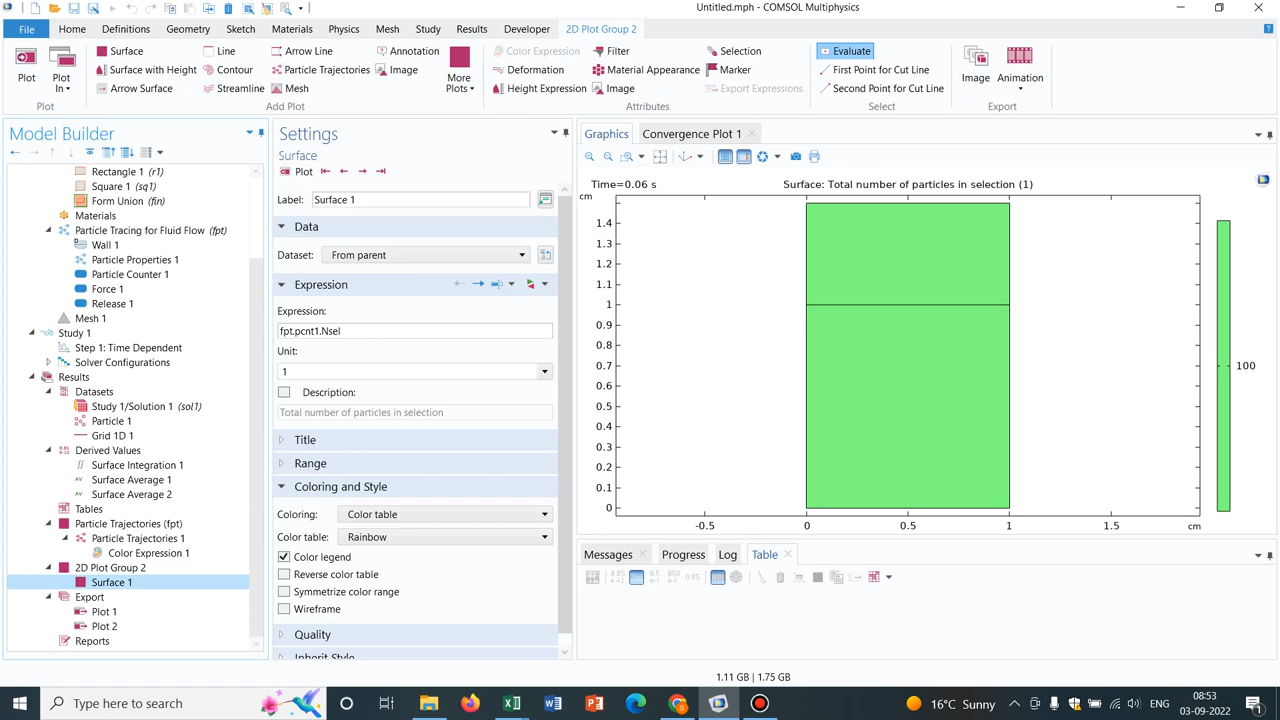 Untitled.mph - COMSOL Multiphysics
File Home Definitions Geometry Sketch Materials Physics Mesh Study Results Developer 2D Plot Group 2
Surface Line Arrow Line Annotation Color Expression Filter Selection Evaluate
Surface with Height Contour Particle Trajectories Image Deformation Material Appearance Marker First Point for Cut Line
Arrow Surface Streamline Mesh Height Expression Image Export Expressions Second Point for Cut Line
Plot Plot In More Plots Image Animation
Plot Add Plot Attributes Select Export
Model Builder
Rectangle 1 (r1)
Square 1 (sq1)
Form Union (fin)
Materials
Particle Tracing for Fluid Flow (fpt)
Wall 1
Particle Properties 1
Particle Counter 1
Force 1
Release 1
Mesh 1
Study 1
Step 1: Time Dependent
Solver Configurations
Results
Datasets
Study 1/Solution 1 (sol1)
Particle 1
Grid 1D 1
Derived Values
Surface Integration 1
Surface Average 1
Surface Average 2
Tables
Particle Trajectories (fpt)
Particle Trajectories 1
Color Expression 1
2D Plot Group 2
Surface 1
Export
Plot 1
Plot 2
Reports
Settings
Surface
Plot
Label: Surface 1
Data
Dataset: From parent
Expression
Expression:
fpt.pcnt1.Nsel
Unit:
1
Description:
Total number of particles in selection
Title
Range
Coloring and Style
Coloring: Color table
Color table: Rainbow
Color legend
Reverse color table
Symmetrize color range
Wireframe
Quality
Inherit Style
Graphics Convergence Plot 1
Time=0.06 s Surface: Total number of particles in selection (1)
cm
1.4
1.3
1.2
1.1
1
0.9
0.8
0.7
0.6
0.5
0.4
0.3
0.2
0.1
0
-0.5 0 0.5 1 1.5 cm
100
Messages Progress Log Table
8.85 e-12 8.5 e-1 850 e-3 0.85
1.11 GB | 1.75 GB
Type here to search
16°C Sunny ENG 08:53
03-09-2022